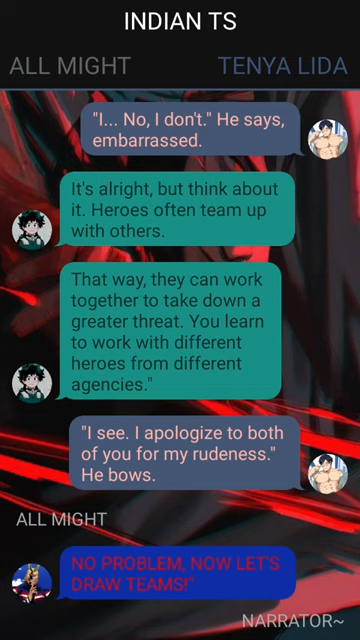 INDIAN TS
ALL MIGHT
TENYA LIDA
"I... No, I don't." He says,
embarrassed.
It's alright, but think about
it. Heroes often team up
with others.
That way, they can work
together to take down a
greater threat. You learn
to work with different
heroes from different
agencies."
"I see. I apologize to both
of you for my rudeness."
He bows.
ALL MIGHT
NO PROBLEM, NOW LET'S
DRAW TEAMS!"
NARRATOR~